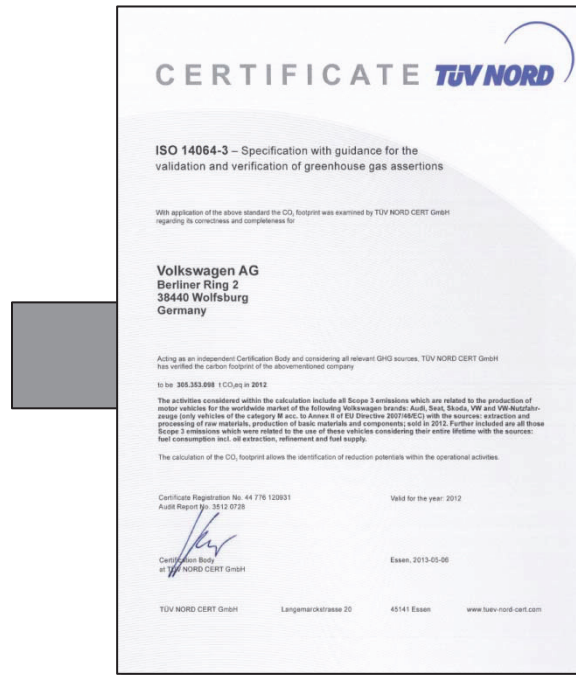 CERTIFICATE TÜV NORD
ISO 14064-3 – Specification with guidance for the
validation and verification of greenhouse gas assertions
With application of the above standard the CO₂ footprint was examined by TÜV NORD CERT GmbH
regarding its correctness and completeness for
Volkswagen AG
Berliner Ring 2
38440 Wolfsburg
Germany
Acting as an independent Certification Body and considering all relevant GHG sources, TÜV NORD CERT GmbH
has verified the carbon footprint of the abovementioned company
to be 305.353.098 t CO₂eq in 2012
The activities considered within the calculation include all Scope 3 emissions which are related to the production of
motor vehicles for the worldwide market of the following Volkswagen brands: Audi, Seat, Skoda, VW and VW-Nutzfahr-
zeuge (only vehicles of the category M acc. to Annex II of EU Directive 2007/46/EC) with the sources: extraction and
processing of raw materials, production of basic materials and components; sold in 2012. Further included are all those
Scope 3 emissions which were related to the use of these vehicles considering their entire lifetime with the sources:
fuel consumption incl. oil extraction, refinement and fuel supply.
The calculation of the CO₂ footprint allows the identification of reduction potentials within the operational activities.
Certificate Registration No. 44 776 120931
Audit Report No. 3512 0728
Valid for the year: 2012
Certification Body
at TÜV NORD CERT GmbH
Essen, 2013-05-06
TÜV NORD CERT GmbH Langemarckstrasse 20 45141 Essen www.tuev-nord-cert.com